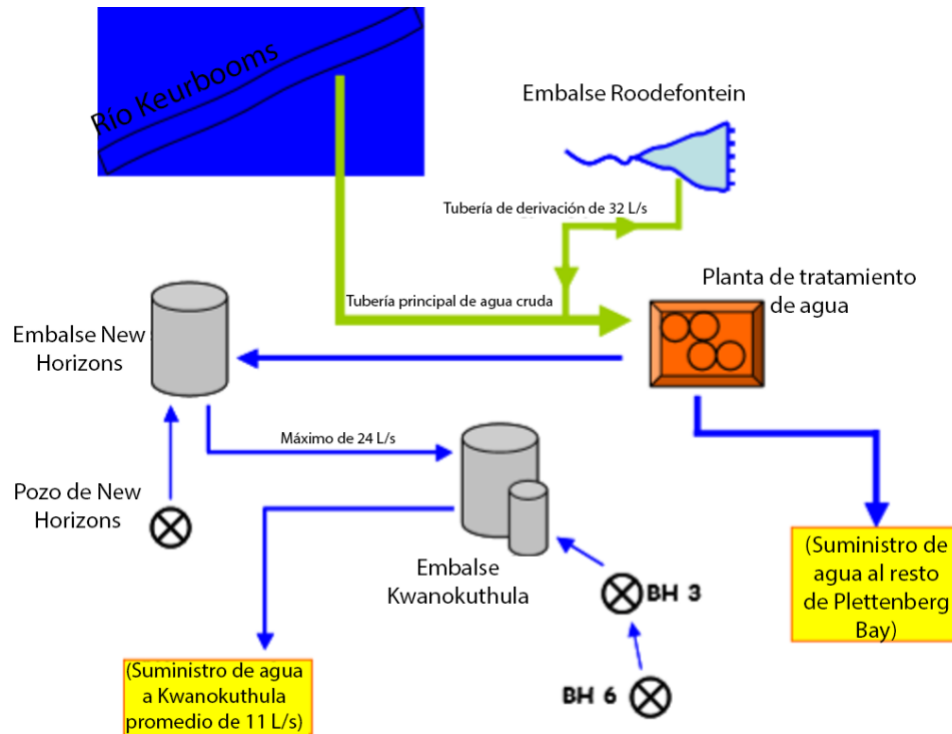 Río Keurbooms
Embalse Roodefontein
Tubería de derivación de 32 L/s
Planta de tratamiento
de agua
Tubería principal de agua cruda
Embalse New
Horizons
Máximo de 24 L/s
Pozo de New
Horizons
Embalse
Kwanokuthula
BH 3
BH 6
(Suministro de
agua al resto
de Plettenberg
Bay)
(Suministro de agua
a Kwanokuthula
promedio de 11 L/s)